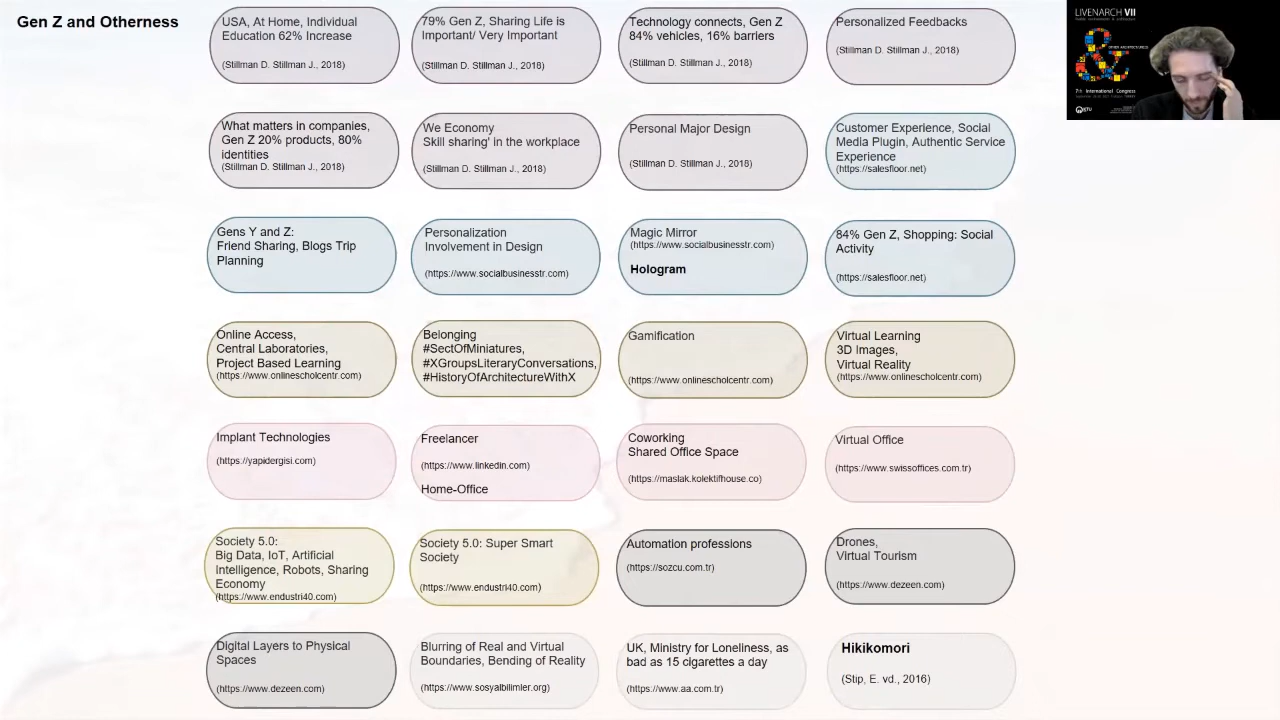 Gen Z and Otherness
USA, At Home, Individual
Education 62% Increase
(Stillman D. Stillman J., 2018)
79% Gen Z, Sharing Life is
Important/ Very Important
man D. Stillman J., 2018)
Technology connects, Gen Z
84% vehicles, 16% barriers
(Stillman D. Stillman J., 2018)
Personalized Feedbacks
(Stillman D. Stillman J., 2018)
LIVENARCH VII
OTHER ARCHITECTURE(S)
7th International Congress
KTU
What matters in companies,
Gen Z 20% products, 80%
identities
(Stillman D. Stillman J., 2018)
We Economy
Skill sharing' in the workplace
(Stillman D. Stillman J., 2018)
Personal Major Design
(Stillman D. Stillman J., 2018)
Customer Experience, Social
Media Plugin, Authentic Service
Experience
(https://salesfloor.net)
Gens Y and Z:
Friend Sharing, Blogs Trip
Planning
Personalization
Involvement in Design
(https://www.socialbusinesstr.com)
Magic Mirror
(https://www.socialbusinesstr.com)
Hologram
84% Gen Z, Shopping: Social
Activity
(https://salesfloor.net)
Online Access,
Central Laboratories,
Project Based Learning
(https://www.onlinescholcentr.com)
Belonging
#SectOfMiniatures,
#XGroupsLiteraryConversations,
#HistoryOfArchitectureWithX
Gamification
(https://www.onlinescholcentr.com)
Virtual Learning
3D Images,
Virtual Reality
(https://www.onlinescholcentr.com)
Implant Technologies
(https://yapidergisi.com)
Freelancer
(https://www.linkedin.com)
Home-Office
Coworking
Shared Office Space
(https://maslak.kolektifhouse.co)
Virtual Office
(https://www.swissoffices.com.tr)
Society 5.0:
Big Data, IoT, Artificial
Intelligence, Robots, Sharing
Economy
(https://www.endustri40.com)
Society 5.0: Super Smart
Society
(https://www.endustri40.com)
Automation professions
(https://sozcu.com.tr)
Drones,
Virtual Tourism
(https://www.dezeen.com)
Digital Layers to Physical
Spaces
(https://www.dezeen.com)
Blurring of Real and Virtual
Boundaries, Bending of Reality
(https://www.sosyalbilimler.org)
UK, Ministry for Loneliness, as
bad as 15 cigarettes a day
(https://www.aa.com.tr)
Hikikomori
(Stip, E. vd., 2016)